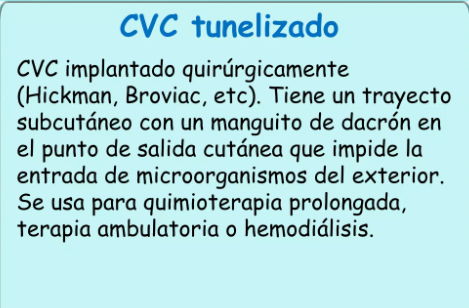 CVC tunelizado
CVC implantado quirúrgicamente
(Hickman, Broviac, etc). Tiene un trayecto
subcutáneo con un manguito de dacrón en
el punto de salida cutánea que impide la
entrada de microorganismos del exterior.
Se usa para quimioterapia prolongada,
terapia ambulatoria o hemodiálisis.